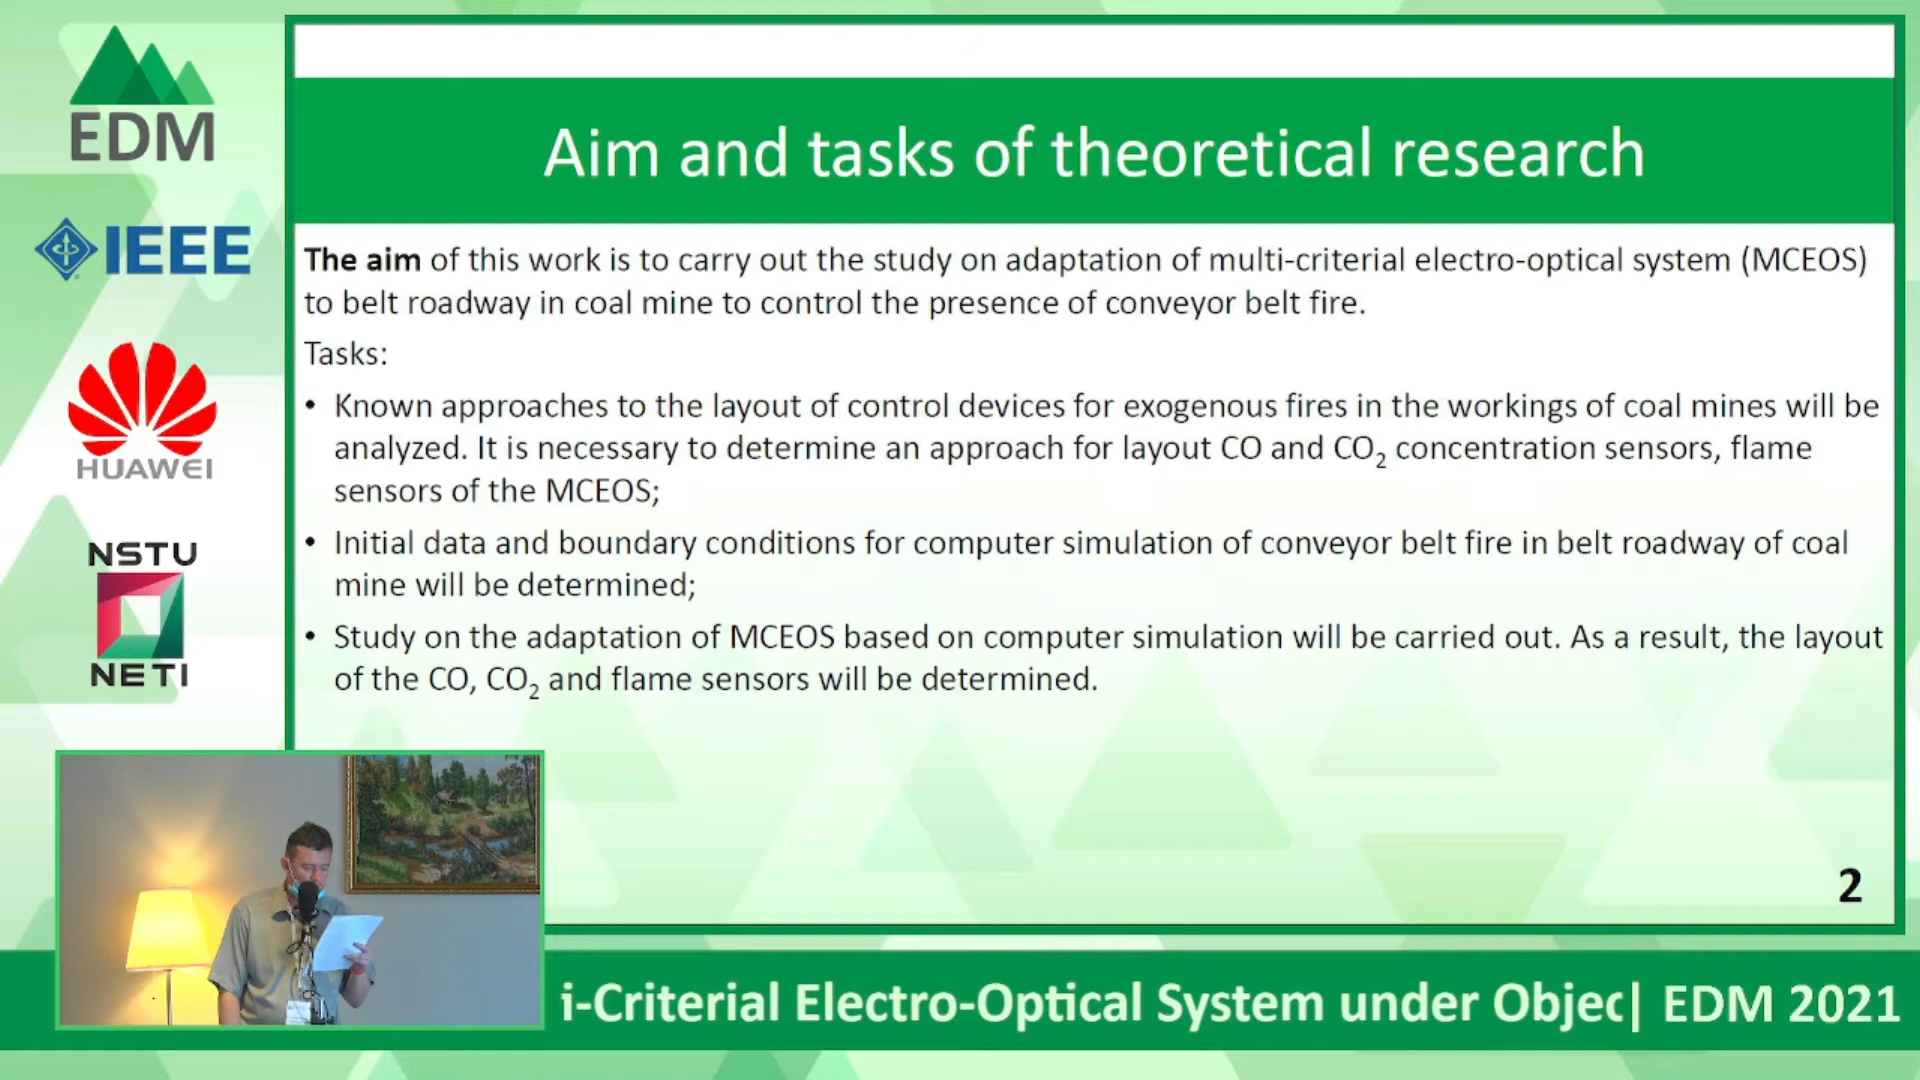 EDM
IEEE
HUAWEI
NSTU
NETI
Aim and tasks of theoretical research
The aim of this work is to carry out the study on adaptation of multi-criterial electro-optical system (MCEOS)
to belt roadway in coal mine to control the presence of conveyor belt fire.
Tasks:
• Known approaches to the layout of control devices for exogenous fires in the workings of coal mines will be
analyzed. It is necessary to determine an approach for layout CO and CO₂ concentration sensors, flame
sensors of the MCEOS;
• Initial data and boundary conditions for computer simulation of conveyor belt fire in belt roadway of coal
mine will be determined;
• Study on the adaptation of MCEOS based on computer simulation will be carried out. As a result, the layout
of the CO, CO₂ and flame sensors will be determined.
2
i-Criterial Electro-Optical System under Objec| EDM 2021